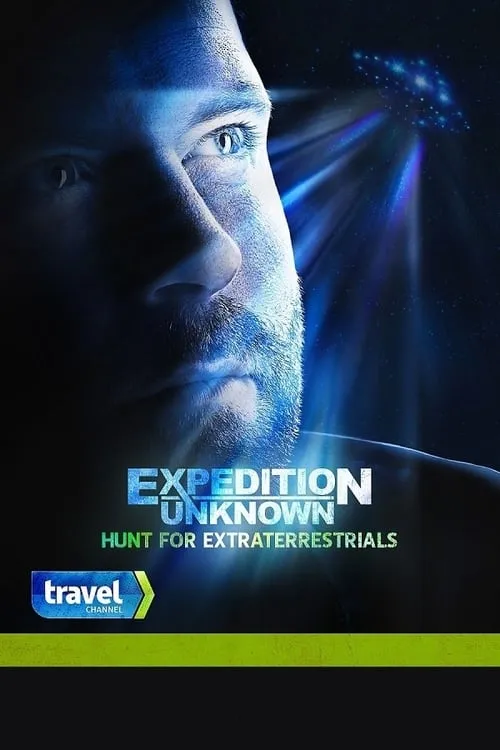 EXPEDITION
UNKNOWN
HUNT FOR EXTRATERRESTRIALS
travel
CHANNEL